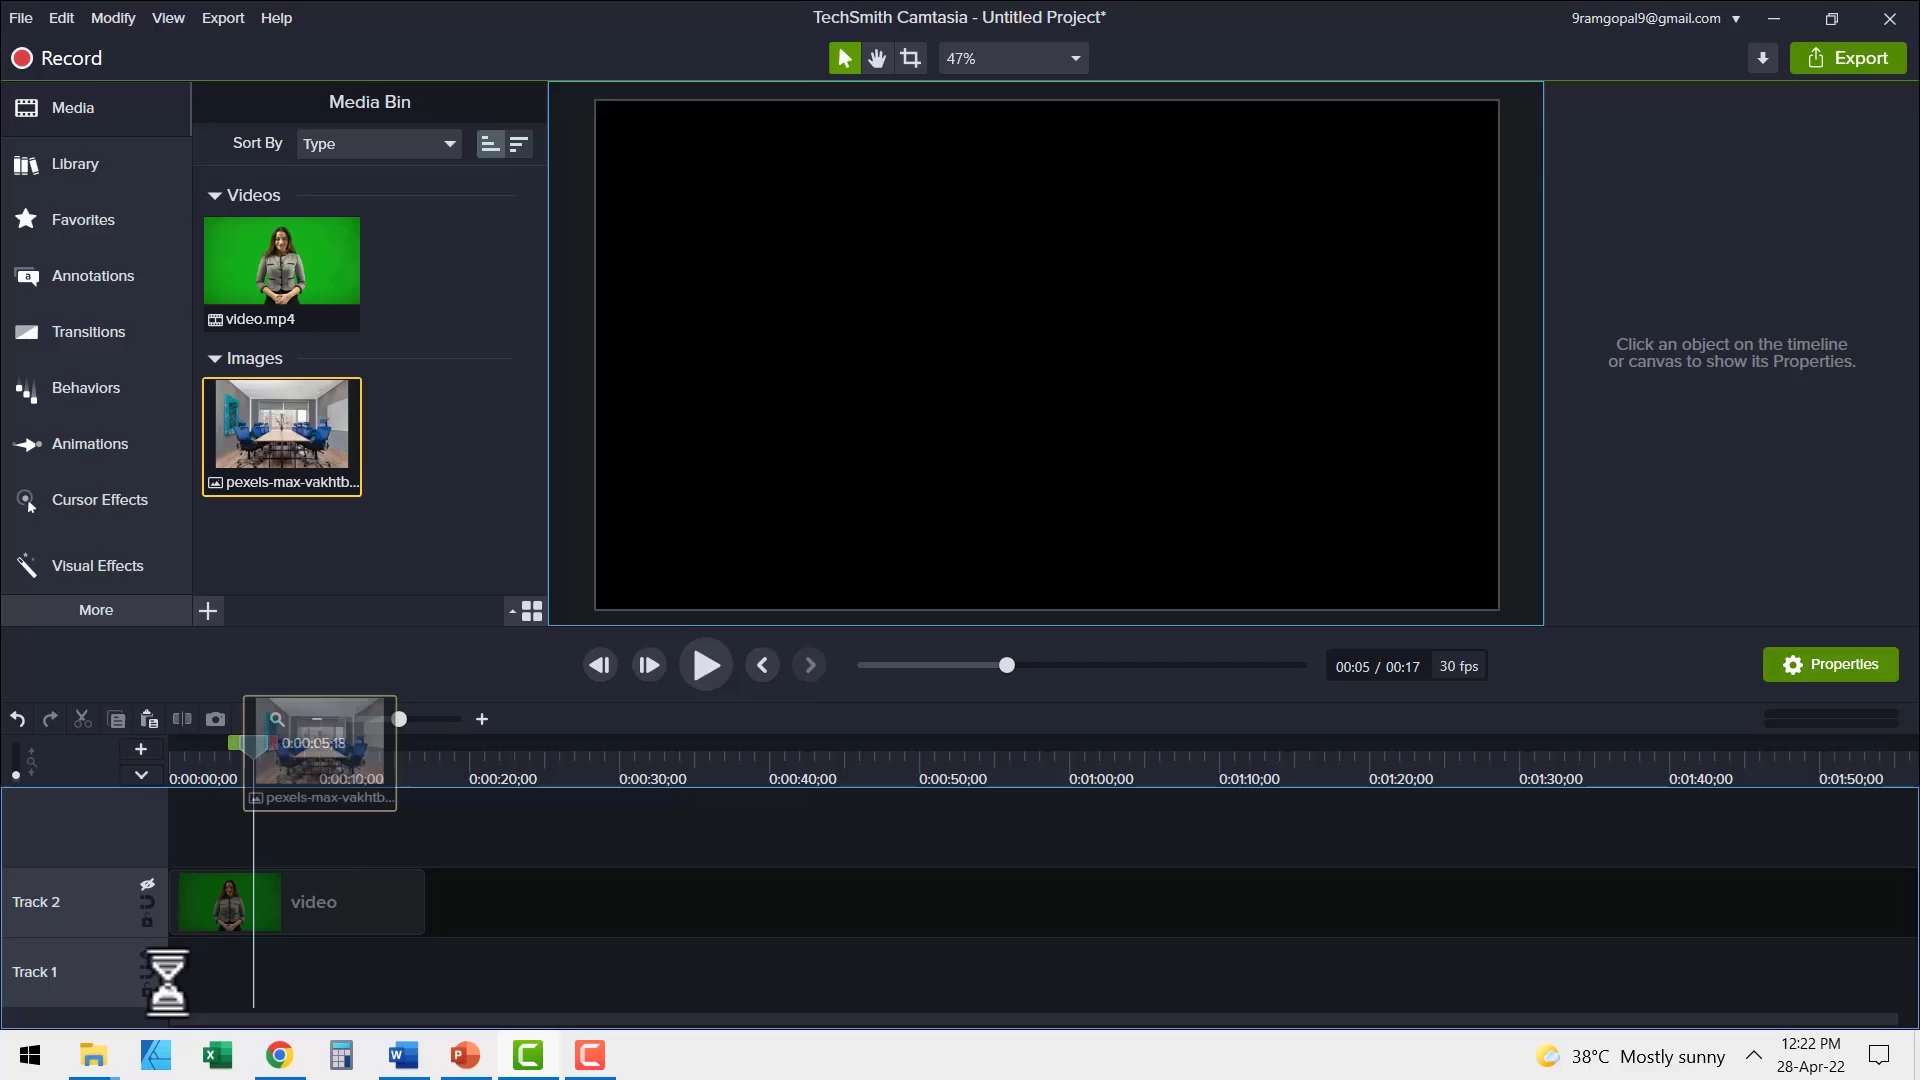 File Edit Modify View Export Help
TechSmith Camtasia - Untitled Project*
9ramgopal9@gmail.com
Record
47%
Export
Media
Library
Favorites
Annotations
Transitions
Behaviors
Animations
Cursor Effects
Visual Effects
More
Media Bin
Sort By Type
Videos
video.mp4
Images
pexels-max-vakhtb...
Click an object on the timeline
or canvas to show its Properties.
00:05 / 00:17 30 fps
Properties
0:00:05;18
0:00:00;00 0:00:10;00 0:00:20;00 0:00:30;00 0:00:40;00 0:00:50;00 0:01:00;00 0:01:10;00 0:01:20;00 0:01:30;00 0:01:40;00 0:01:50;00
pexels-max-vakhtb...
Track 2 video
Track 1
38°C Mostly sunny
12:22 PM
28-Apr-22